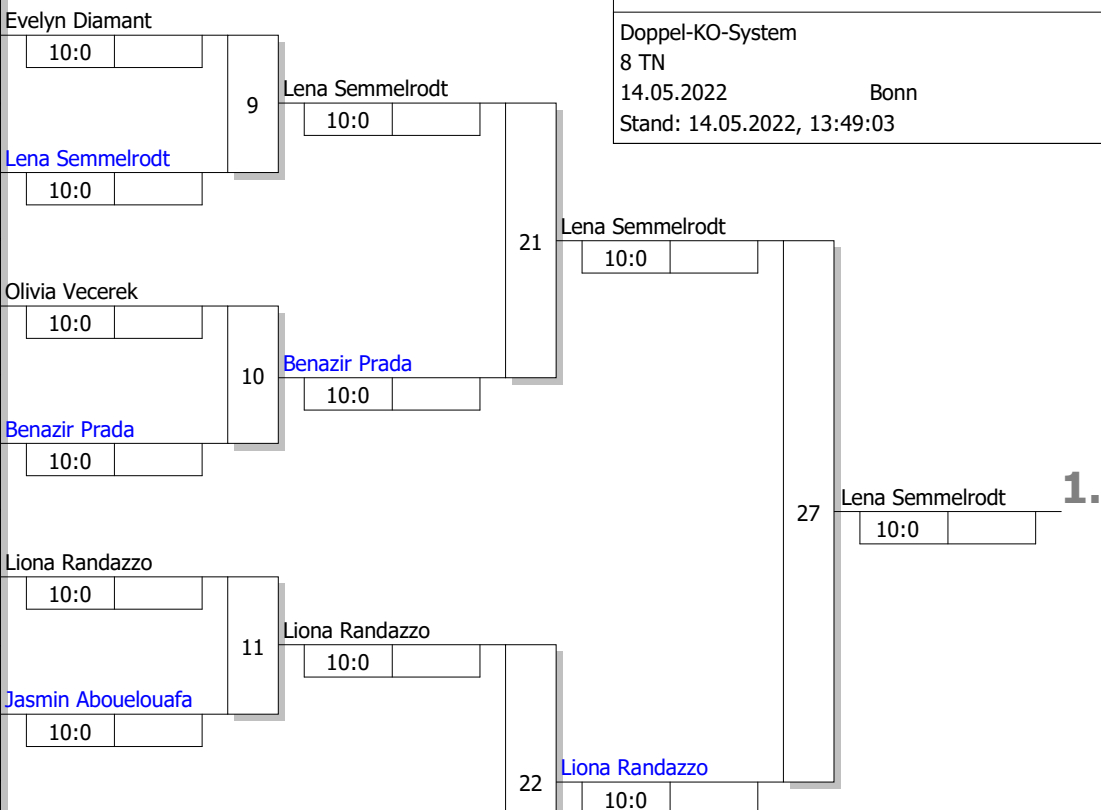 Evelyn Diamant
10:0
9
Lena Semmelrodt
10:0
Lena Semmelrodt
10:0
Doppel-KO-System
8 TN
14.05.2022 Bonn
Stand: 14.05.2022, 13:49:03
21
Lena Semmelrodt
10:0
Olivia Vecerek
10:0
10
Benazir Prada
10:0
Benazir Prada
10:0
27
Lena Semmelrodt 1.
10:0
Liona Randazzo
10:0
11
Liona Randazzo
10:0
Jasmin Abouelouafa
10:0
22
Liona Randazzo
10:0